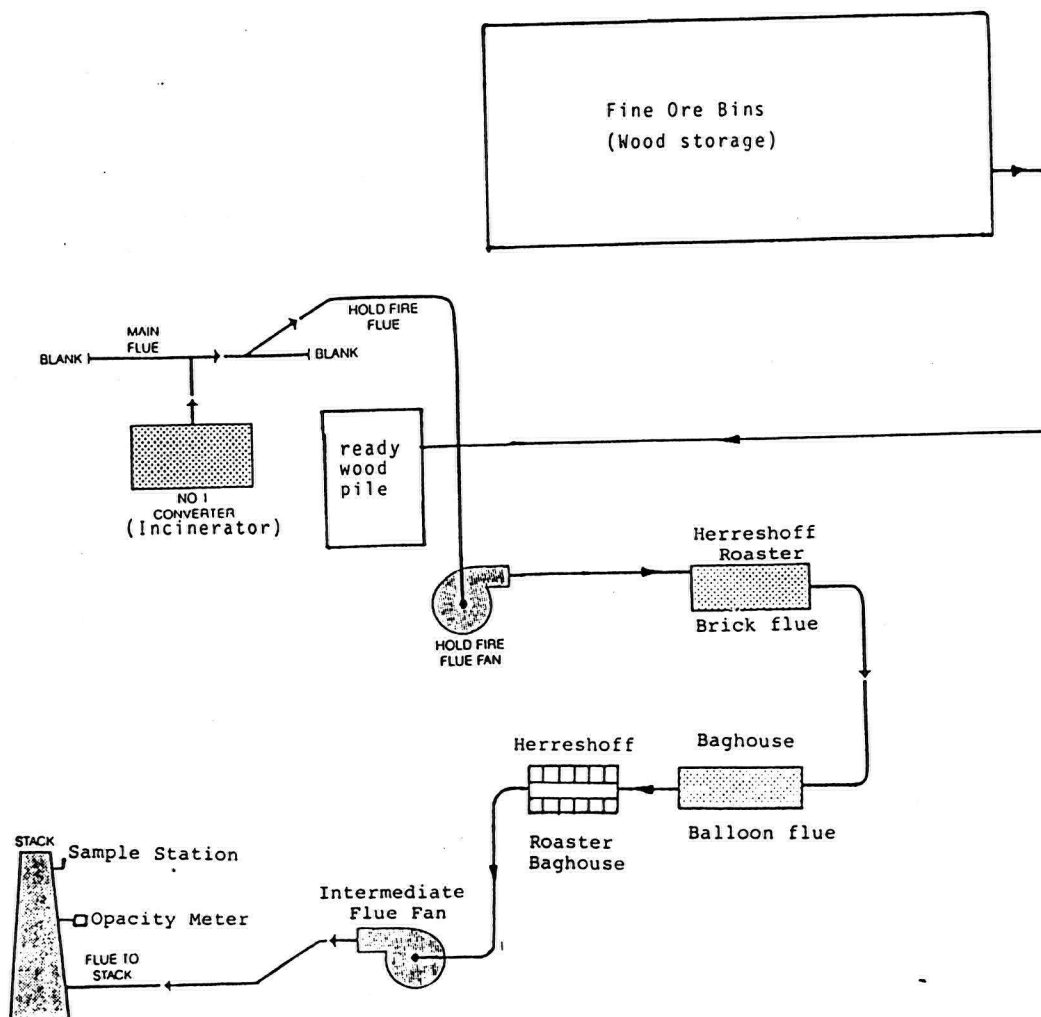 Fine Ore Bins
(Wood storage)
HOLD FIRE
FLUE
MAIN
FLUE
BLANK
BLANK
ready
wood
pile
NO I
CONVERTER
(Incinerator)
Herreshoff
Roaster
Brick flue
HOLD FIRE
FLUE FAN
Herreshoff
Baghouse
Roaster
Baghouse
Balloon flue
STACK
Sample Station
Intermediate
Flue Fan
Opacity Meter
FLUE TO
STACK